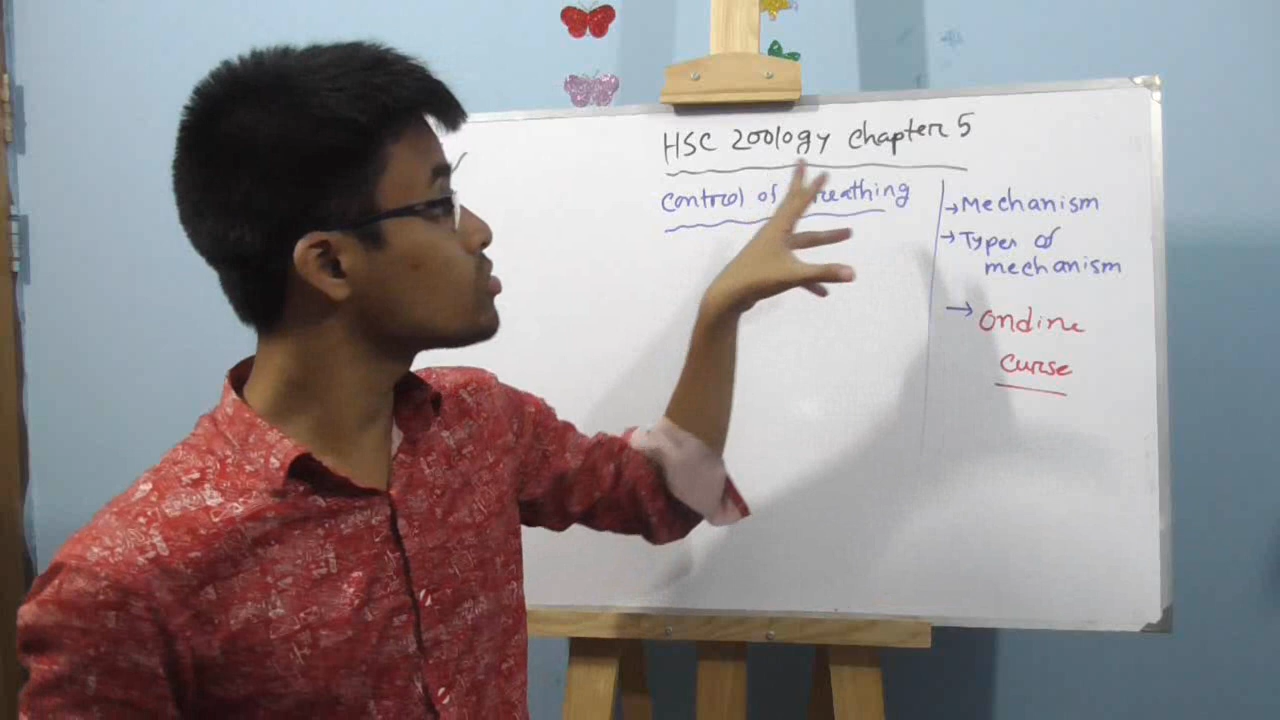 HSC Zoology chapter 5
control of breathing
→ Mechanism
→ Types of
mechanism
→ Ondine
curse